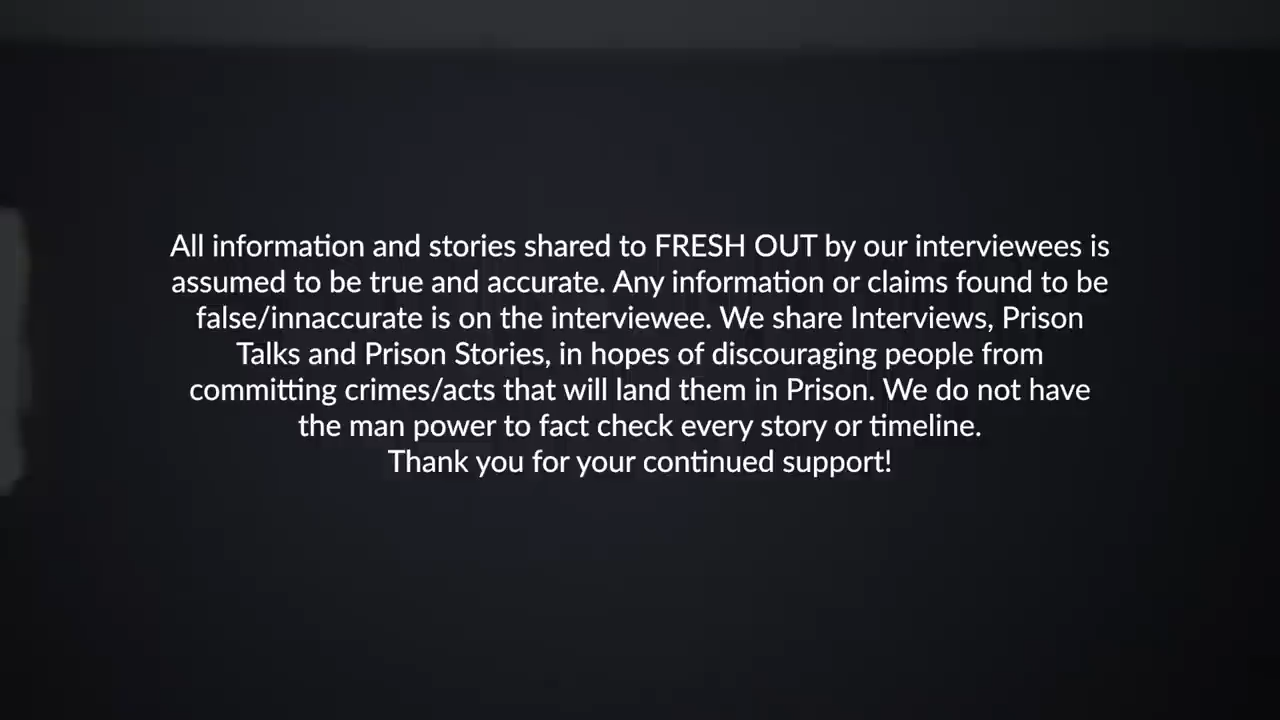 All information and stories shared to FRESH OUT by our interviewees is
assumed to be true and accurate. Any information or claims found to be
false/innaccurate is on the interviewee. We share Interviews, Prison
Talks and Prison Stories, in hopes of discouraging people from
committing crimes/acts that will land them in Prison. We do not have
the man power to fact check every story or timeline.
Thank you for your continued support!